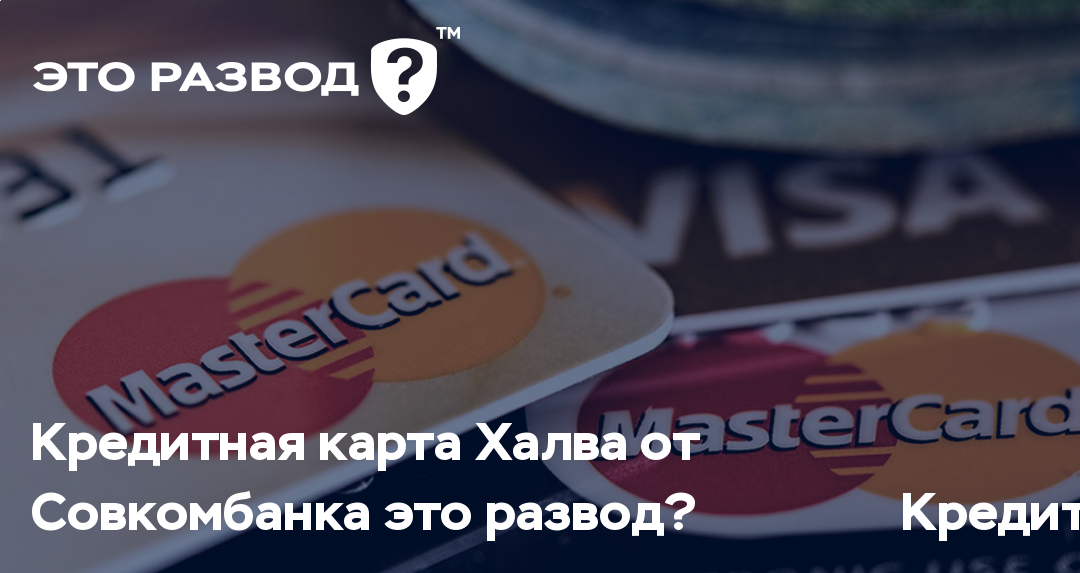 ЭТО РАЗВОД ?™
VISA
MasterCard
MasterCard
Кредитная карта Халва от
Совкомбанка это развод?
Кредит